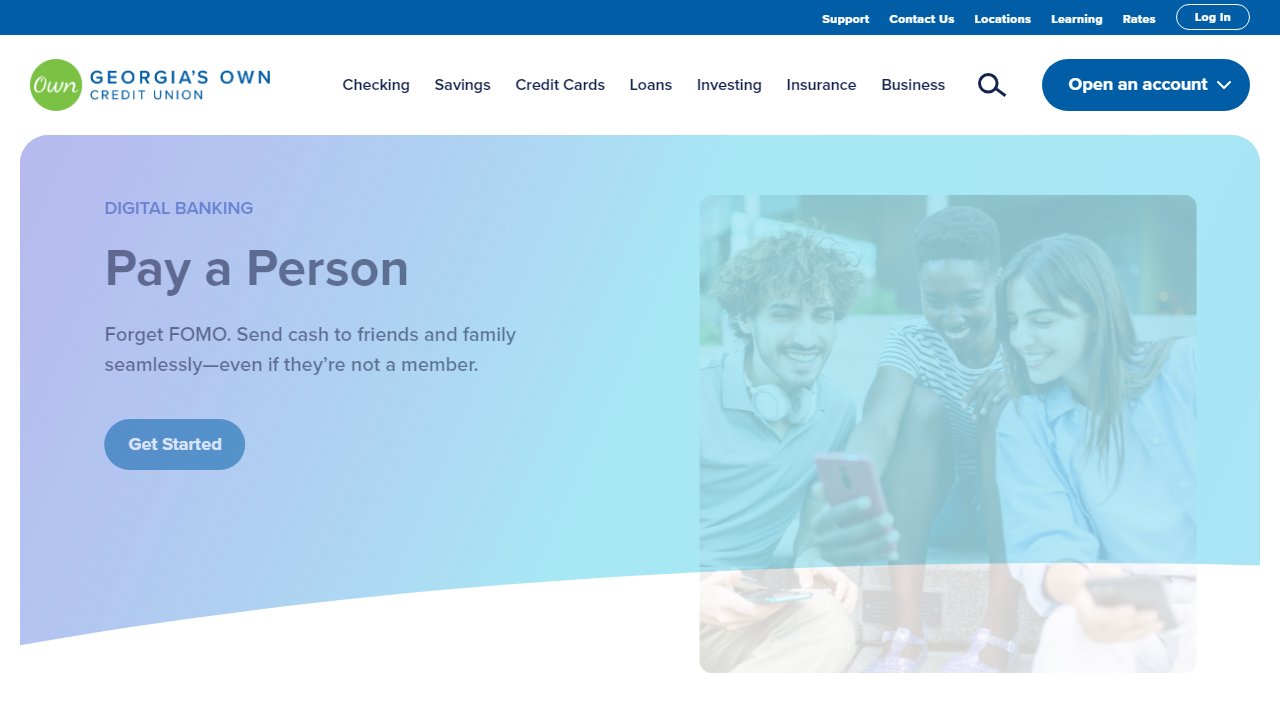 Support Contact Us Locations Learning Rates Log In
Own GEORGIA'S OWN
CREDIT UNION
Checking Savings Credit Cards Loans Investing Insurance Business
Open an account
DIGITAL BANKING
Pay a Person
Forget FOMO. Send cash to friends and family
seamlessly—even if they’re not a member.
Get Started